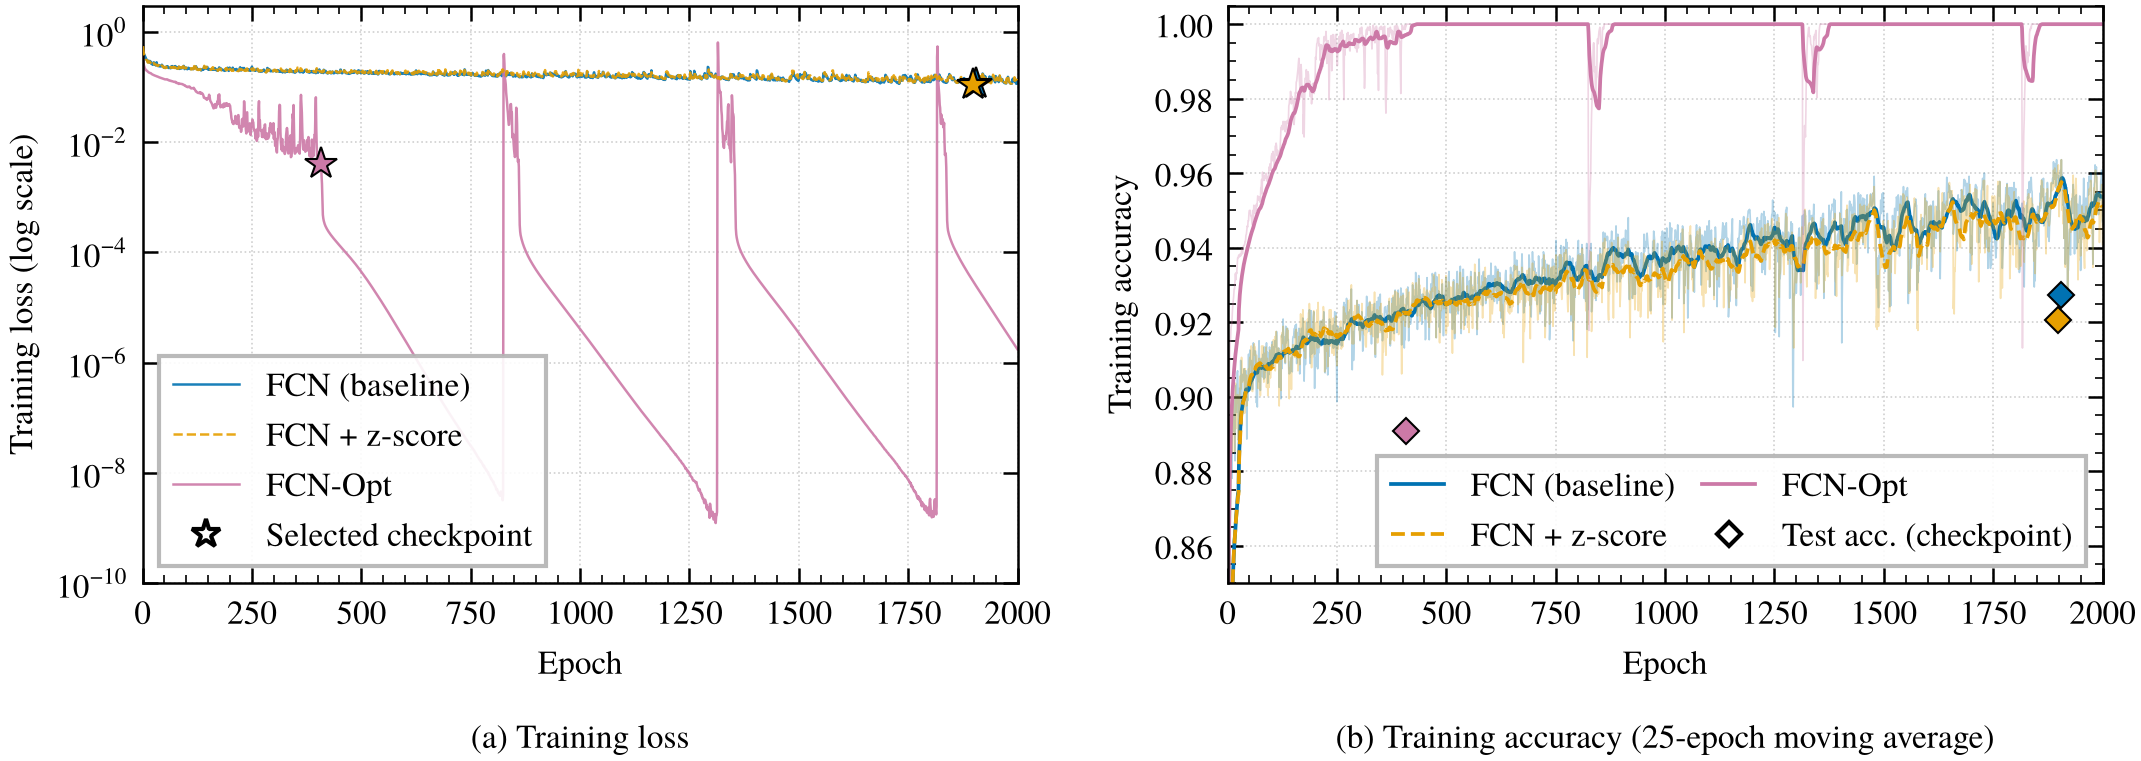 Training loss (log scale)
10⁰
10⁻²
10⁻⁴
10⁻⁶
10⁻⁸
10⁻¹⁰
FCN (baseline)
FCN + z-score
FCN-Opt
Selected checkpoint
0 250 500 750 1000 1250 1500 1750 2000
Epoch
(a) Training loss
Training accuracy
1.00
0.98
0.96
0.94
0.92
0.90
0.88
0.86
FCN (baseline) FCN-Opt
FCN + z-score Test acc. (checkpoint)
0 250 500 750 1000 1250 1500 1750 2000
Epoch
(b) Training accuracy (25-epoch moving average)